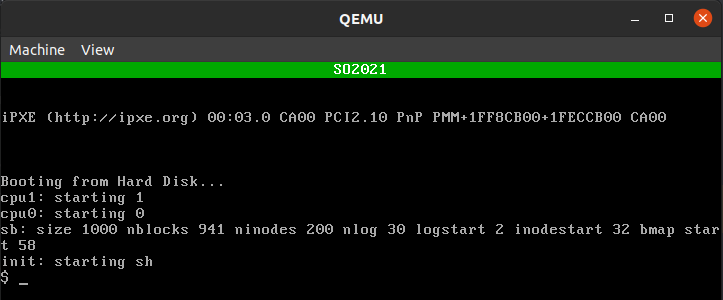 QEMU
Machine View
SO2021
iPXE (http://ipxe.org) 00:03.0 CA00 PCI2.10 PnP PMM+1FF8CB00+1FECCB00 CA00
Booting from Hard Disk...
cpu1: starting 1
cpu0: starting 0
sb: size 1000 nblocks 941 ninodes 200 nlog 30 logstart 2 inodestart 32 bmap star
t 58
init: starting sh
$ _